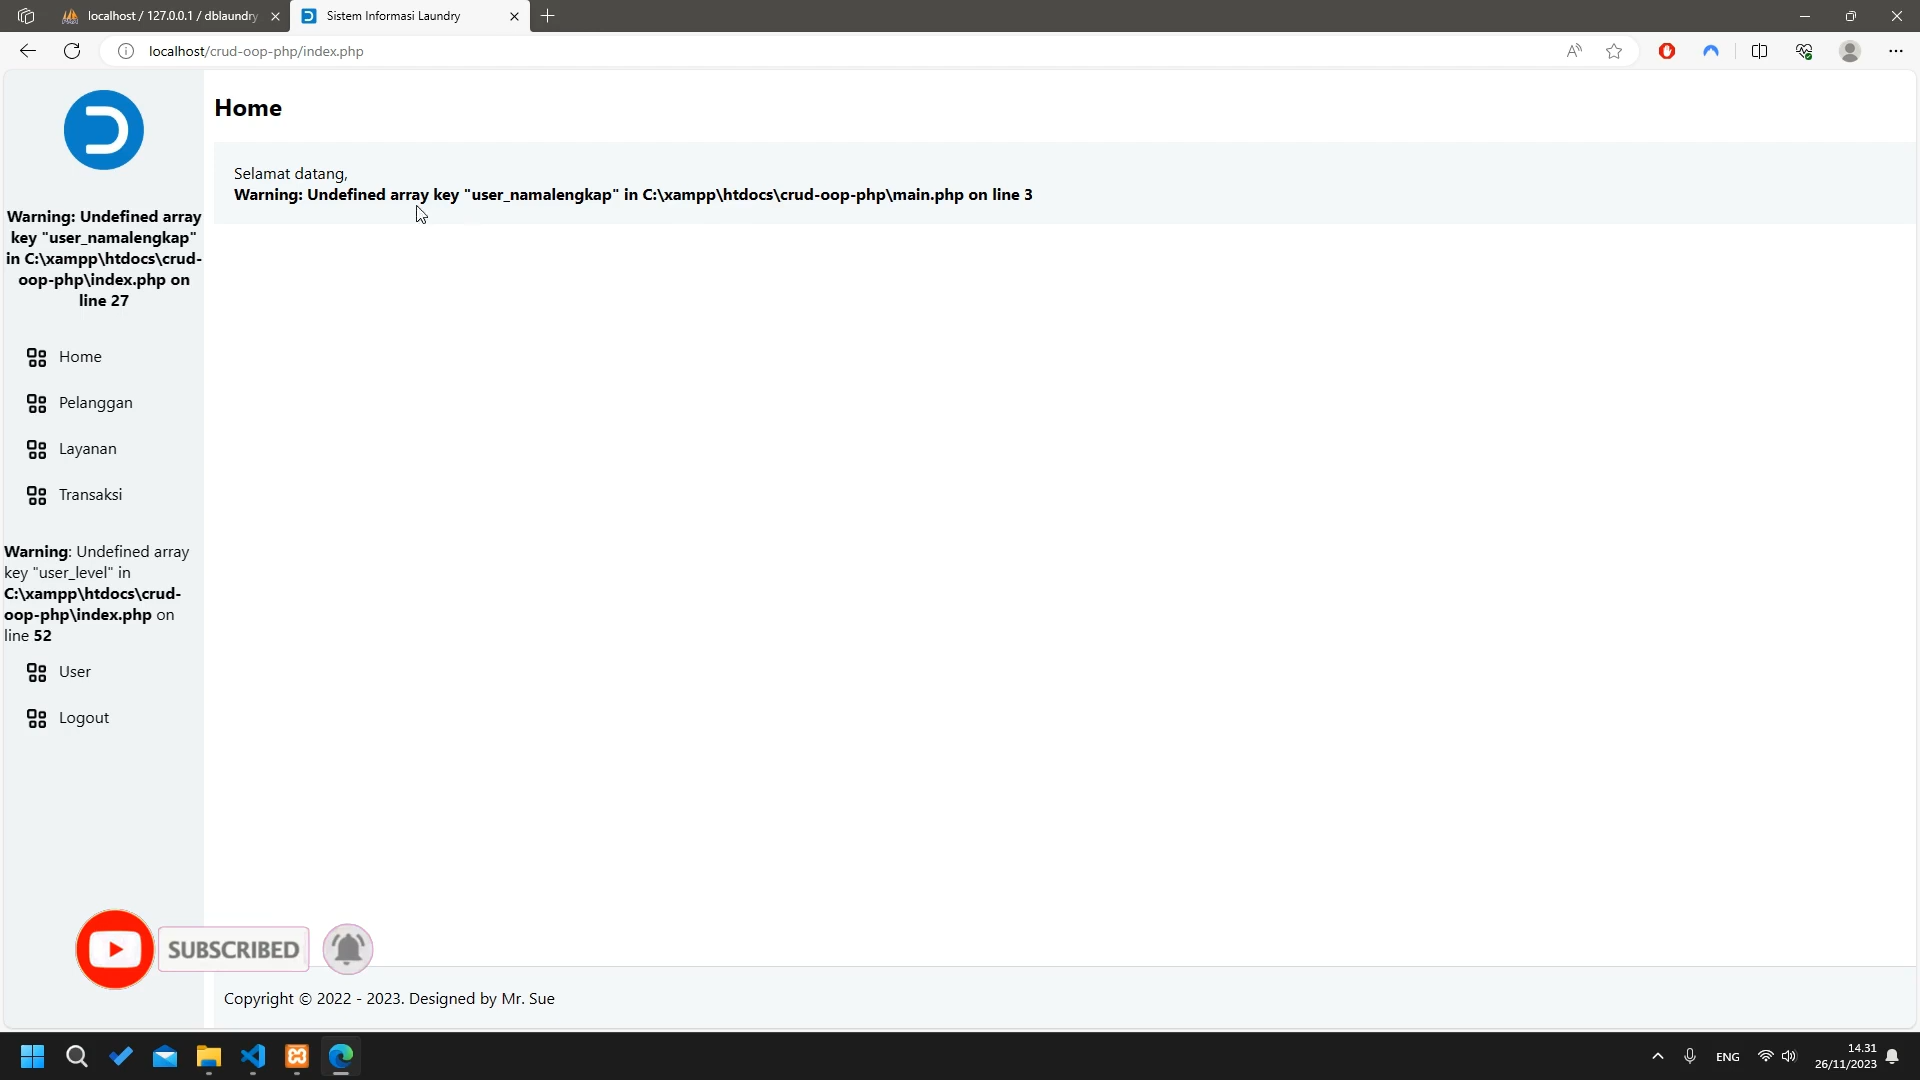 localhost / 127.0.0.1 / dblaundry
Sistem Informasi Laundry
localhost/crud-oop-php/index.php
Home
Selamat datang,
Warning: Undefined array key "user_namalengkap" in C:\xampp\htdocs\crud-oop-php\main.php on line 3
Warning: Undefined array
key "user_namalengkap"
in C:\xampp\htdocs\crud-
oop-php\index.php on
line 27
Home
Pelanggan
Layanan
Transaksi
Warning: Undefined array
key "user_level" in
C:\xampp\htdocs\crud-
oop-php\index.php on
line 52
User
Logout
SUBSCRIBED
Copyright © 2022 - 2023. Designed by Mr. Sue
ENG
14.31
26/11/2023